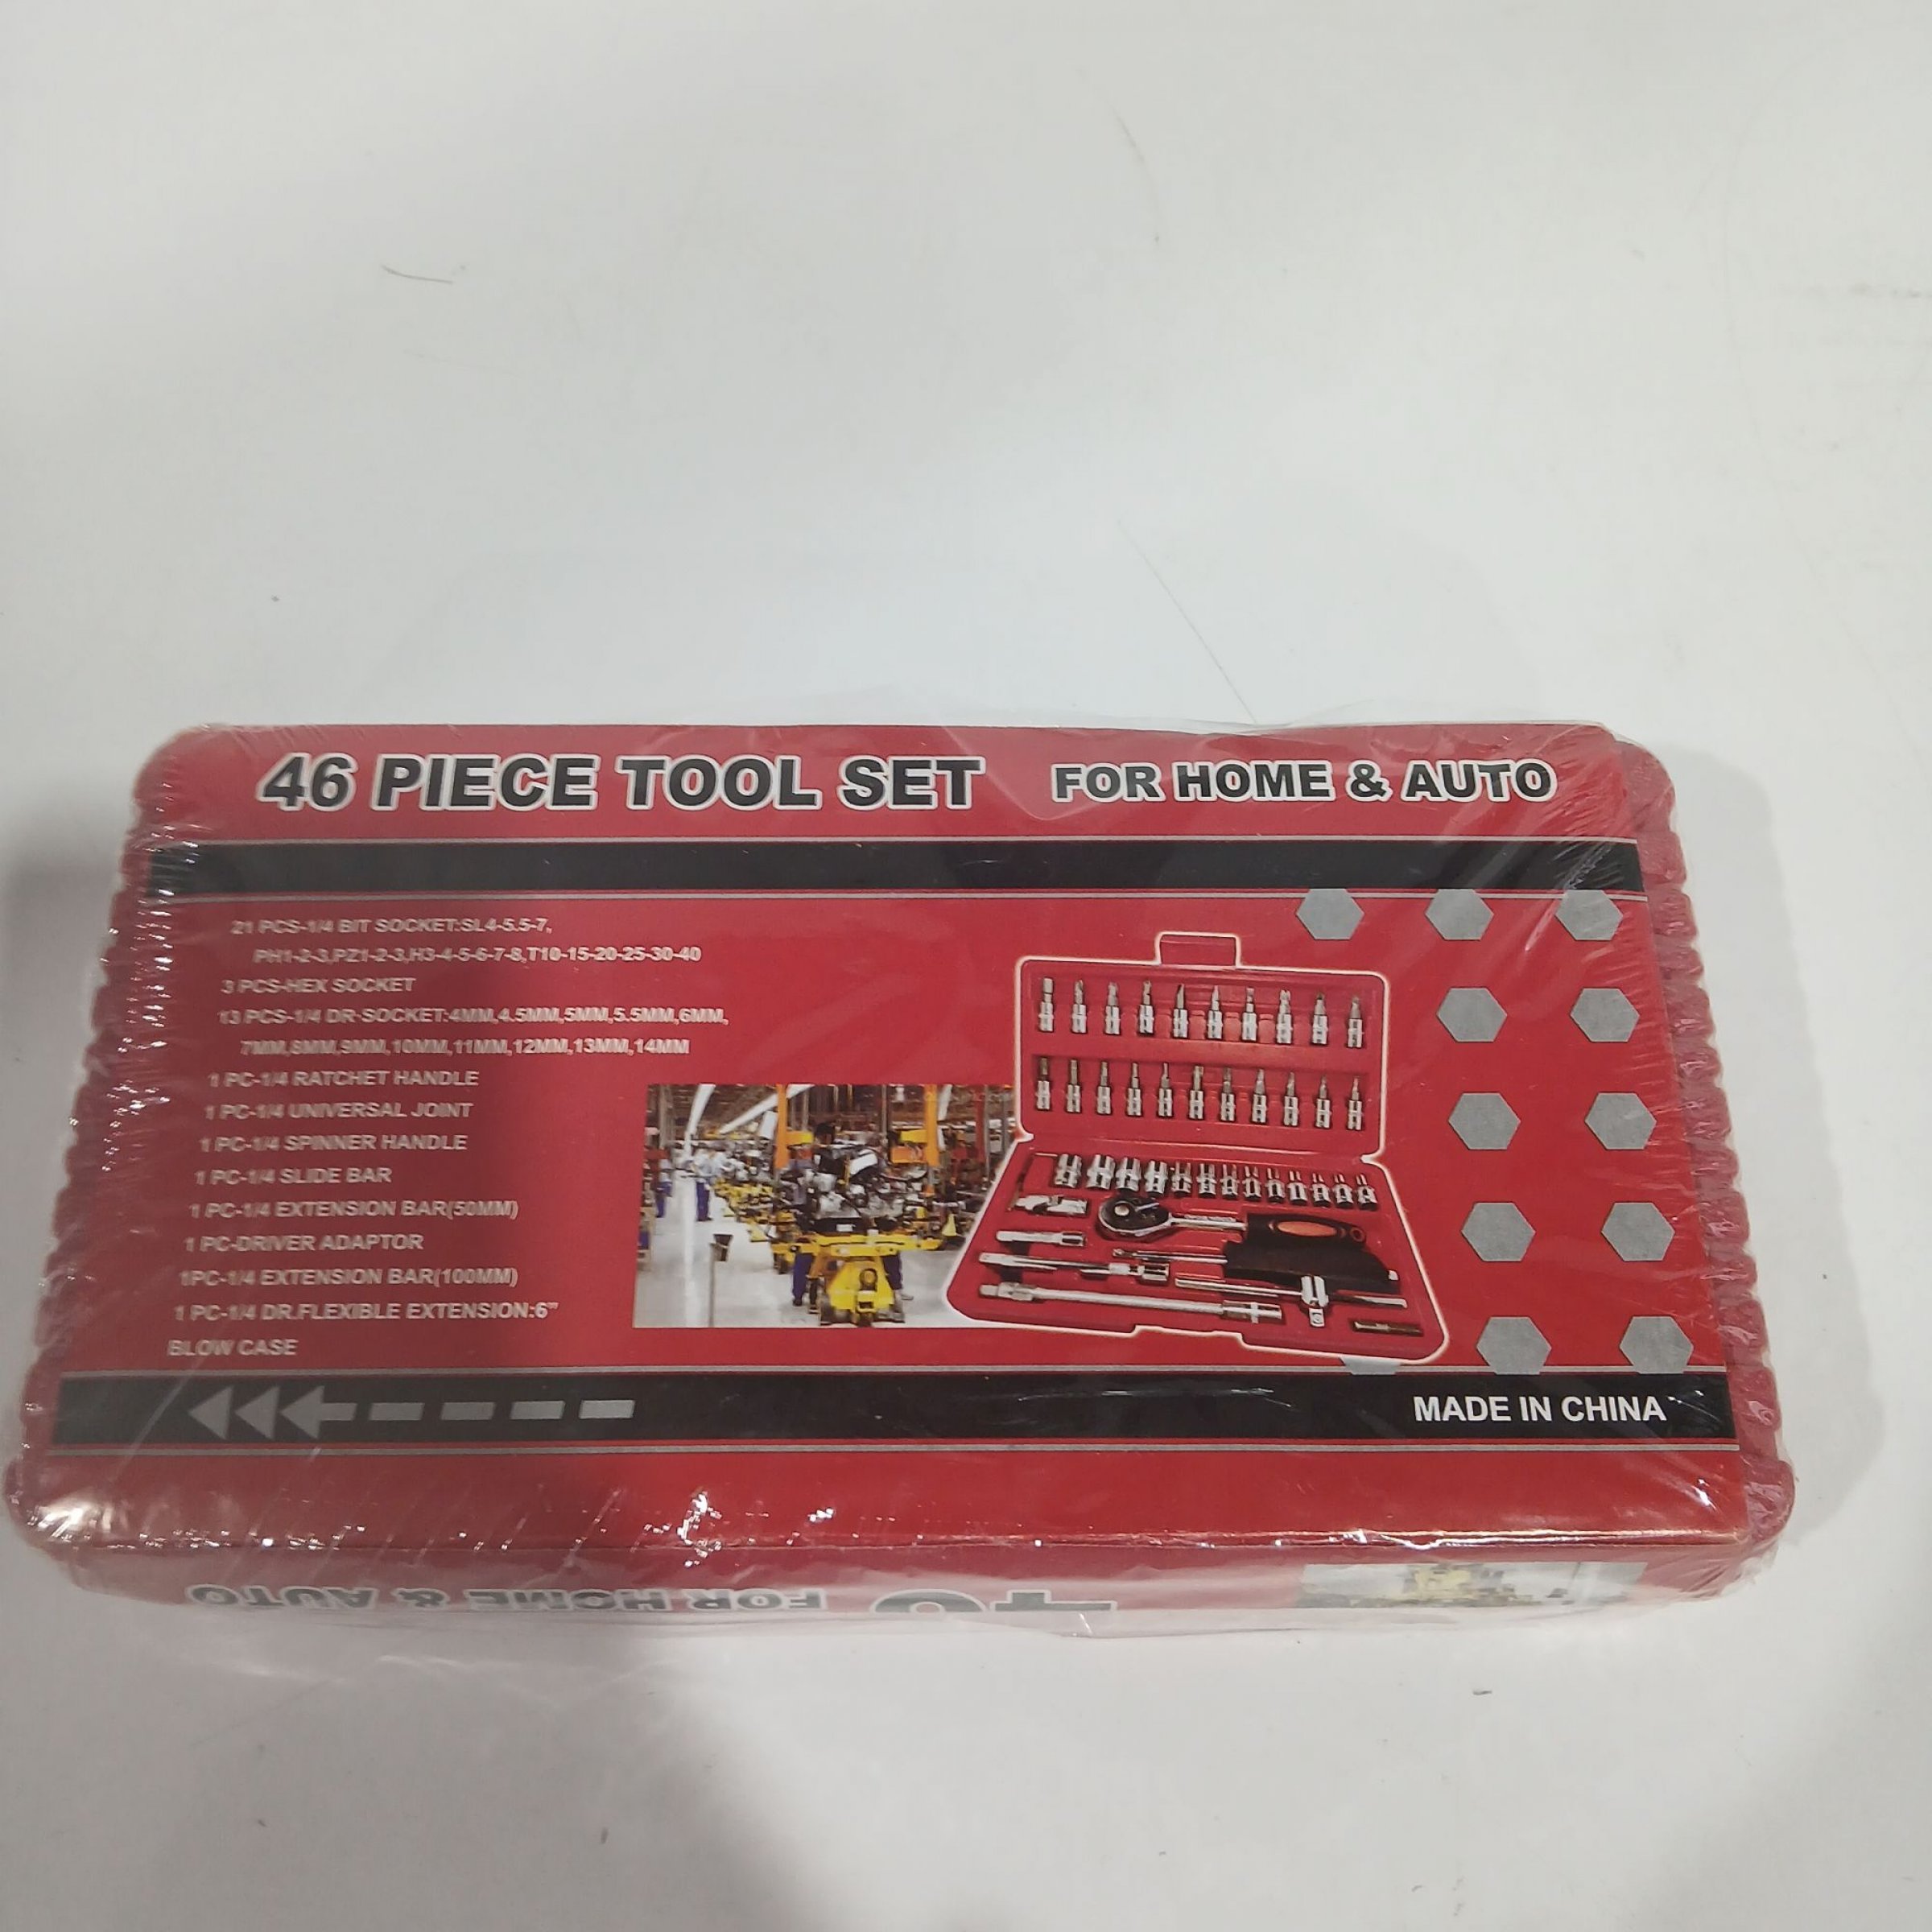 46 PIECE TOOL SET FOR HOME & AUTO
21 PCS-1/4 BIT SOCKET:SL4-5.5-7,
PH1-2-3,PZ1-2-3,H3-4-5-6-7-8,T10-15-20-25-30-40
3 PCS-HEX SOCKET
13 PCS-1/4 DR-SOCKET:4MM,4.5MM,5MM,5.5MM,6MM,
7MM,8MM,9MM,10MM,11MM,12MM,13MM,14MM
1 PC-1/4 RATCHET HANDLE
1 PC-1/4 UNIVERSAL JOINT
1 PC-1/4 SPINNER HANDLE
1 PC-1/4 SLIDE BAR
1 PC-1/4 EXTENSION BAR(50MM)
1 PC-DRIVER ADAPTOR
1PC-1/4 EXTENSION BAR(100MM)
1 PC-1/4 DR.FLEXIBLE EXTENSION:6"
BLOW CASE
MADE IN CHINA
46 FOR HOME & AUTO